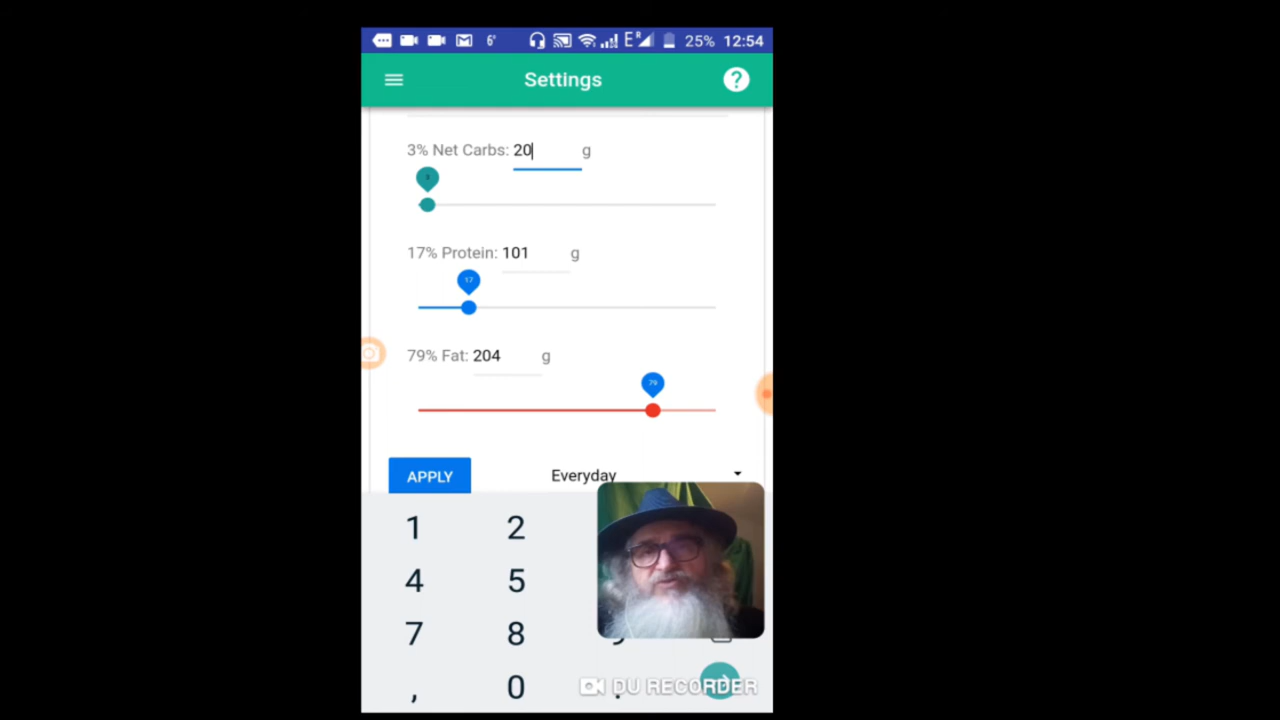 6° E R 25% 12:54
Settings
3% Net Carbs: 20 g
3
17% Protein: 101 g
17
79% Fat: 204 g
79
APPLY Everyday
1 2
4 5
7 8
, 0 .
DU RECORDER